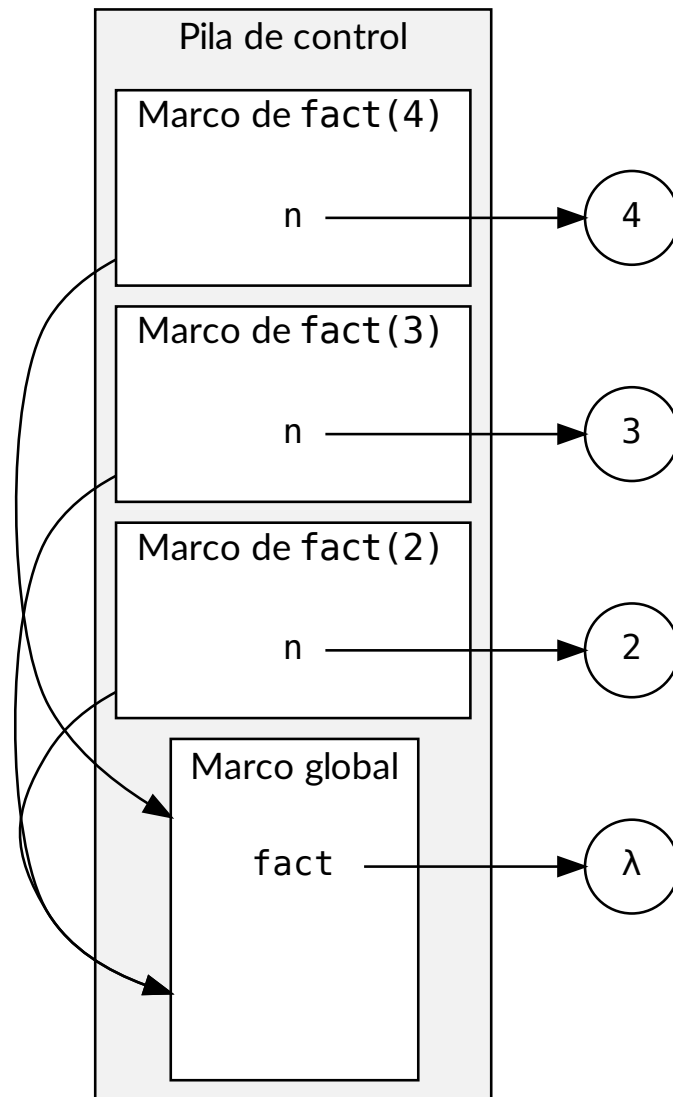 Pila de control
Marco de fact(4)
n
4
Marco de fact(3)
n
3
Marco de fact(2)
n
2
Marco global
fact
λ